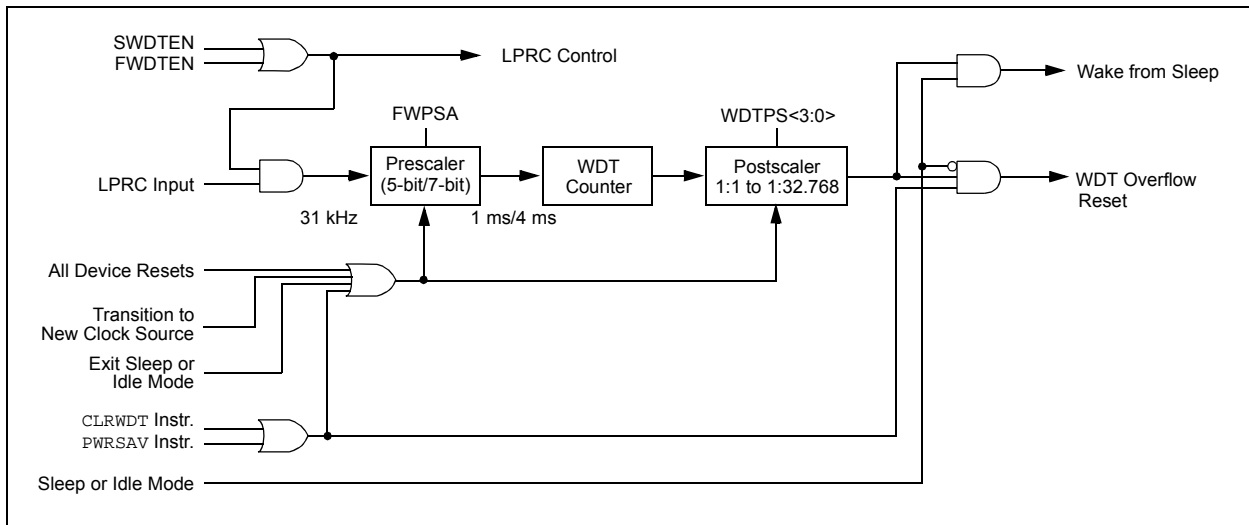 SWDTEN
FWDTEN
LPRC Control
Wake from Sleep
FWPSA
WDTPS<3:0>
LPRC Input
Prescaler
(5-bit/7-bit)
WDT
Counter
Postscaler
1:1 to 1:32.768
WDT Overflow
Reset
31 kHz
1 ms/4 ms
All Device Resets
Transition to
New Clock Source
Exit Sleep or
Idle Mode
CLRWDT Instr.
PWRSAV Instr.
Sleep or Idle Mode